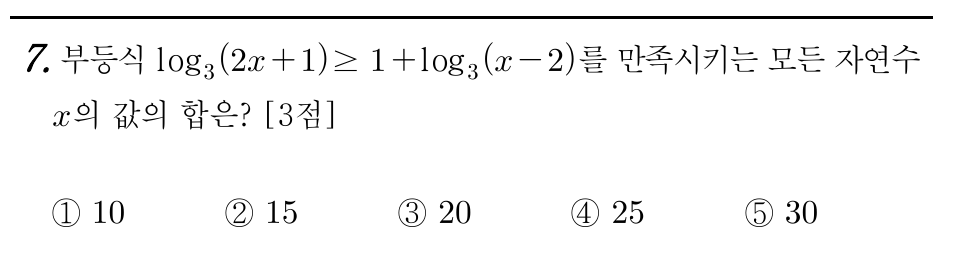 7. 부등식 log₃(2x+1)≥ 1+log₃(x−2)를 만족시키는 모든 자연수
x의 값의 합은? [3점]
① 10 ② 15 ③ 20 ④ 25 ⑤ 30